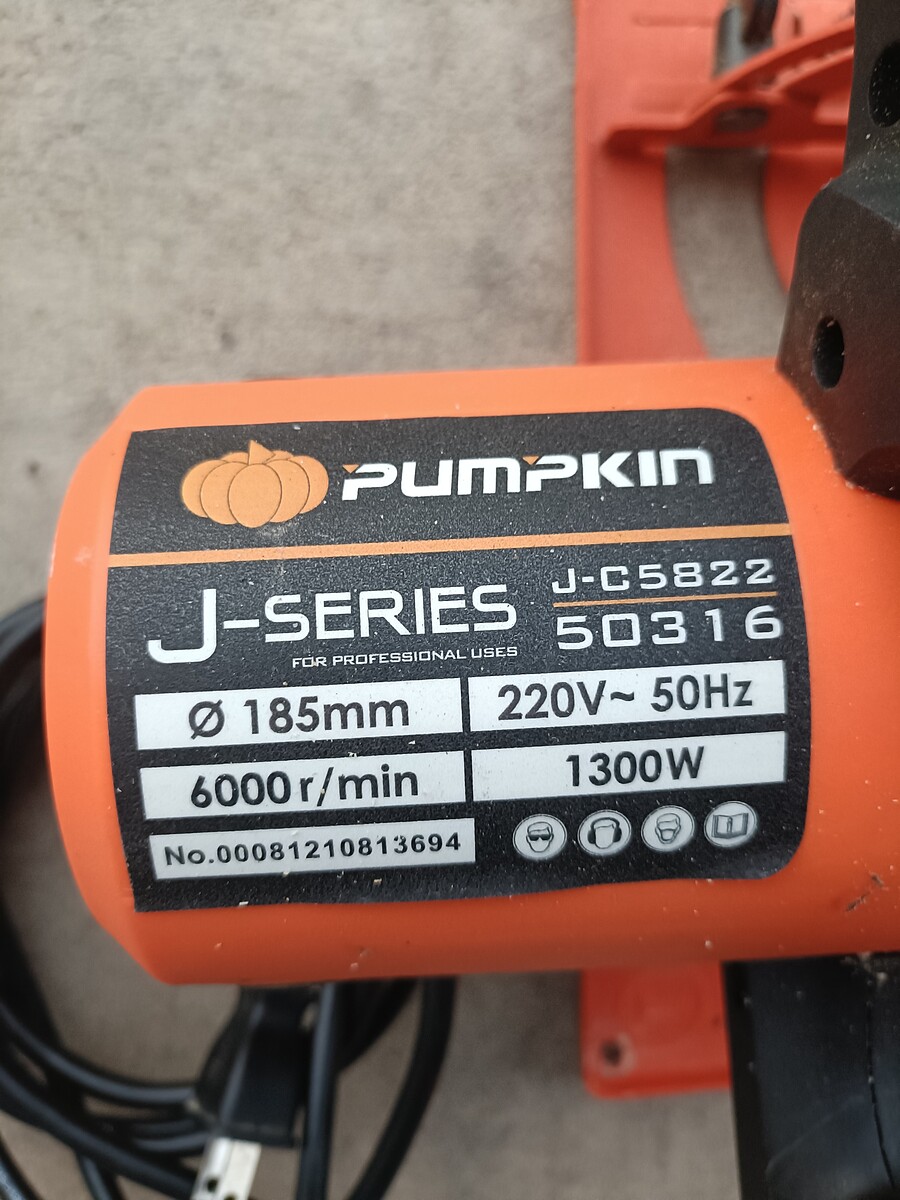 PUMPKIN
J-SERIES
FOR PROFESSIONAL USES
J-C5822
50316
Ø 185mm
220V~ 50Hz
6000 r/min
1300W
No.00081210813694